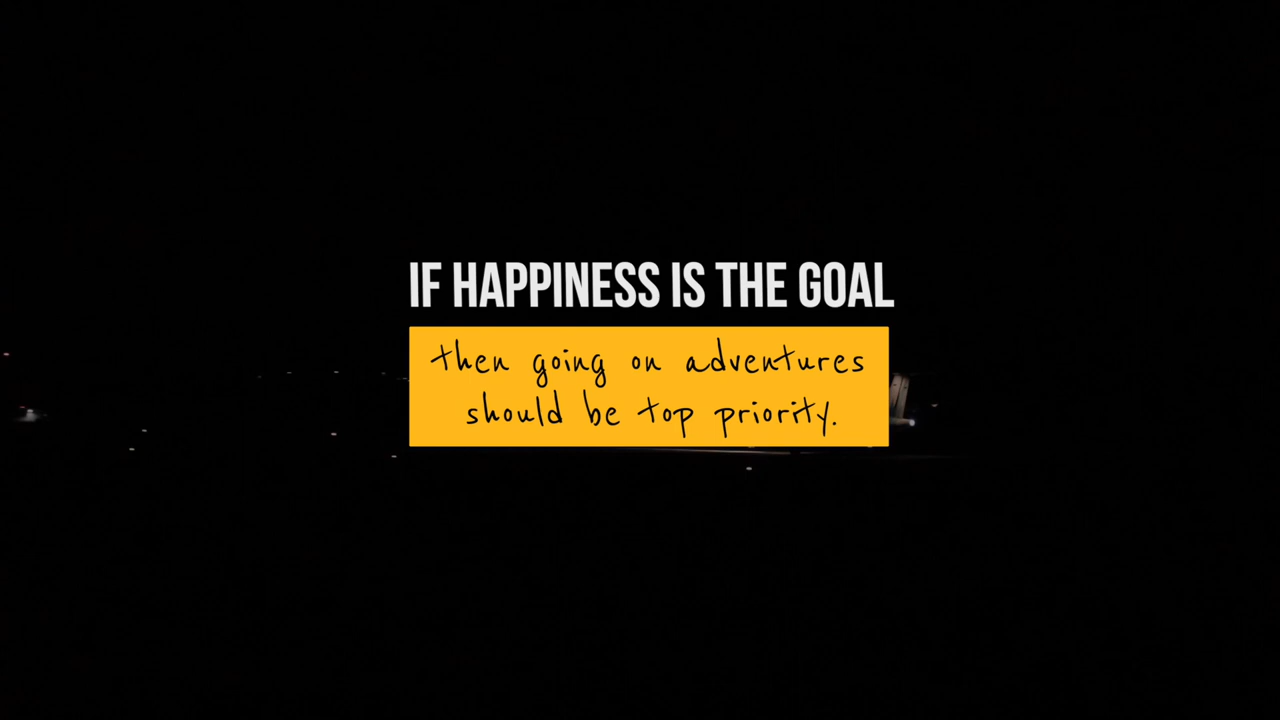 IF HAPPINESS IS THE GOAL
then going on adventures
should be top priority.